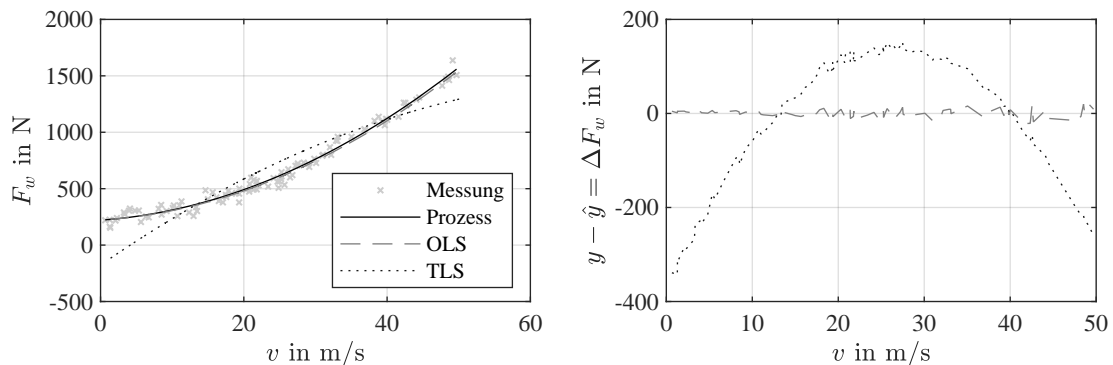 2000
1500
1000
500
0
-500
0
20
40
60
F_w in N
v in m/s
Messung
Prozess
OLS
TLS
200
0
-200
-400
0
10
20
30
40
50
y − ŷ = ΔF_w in N
v in m/s